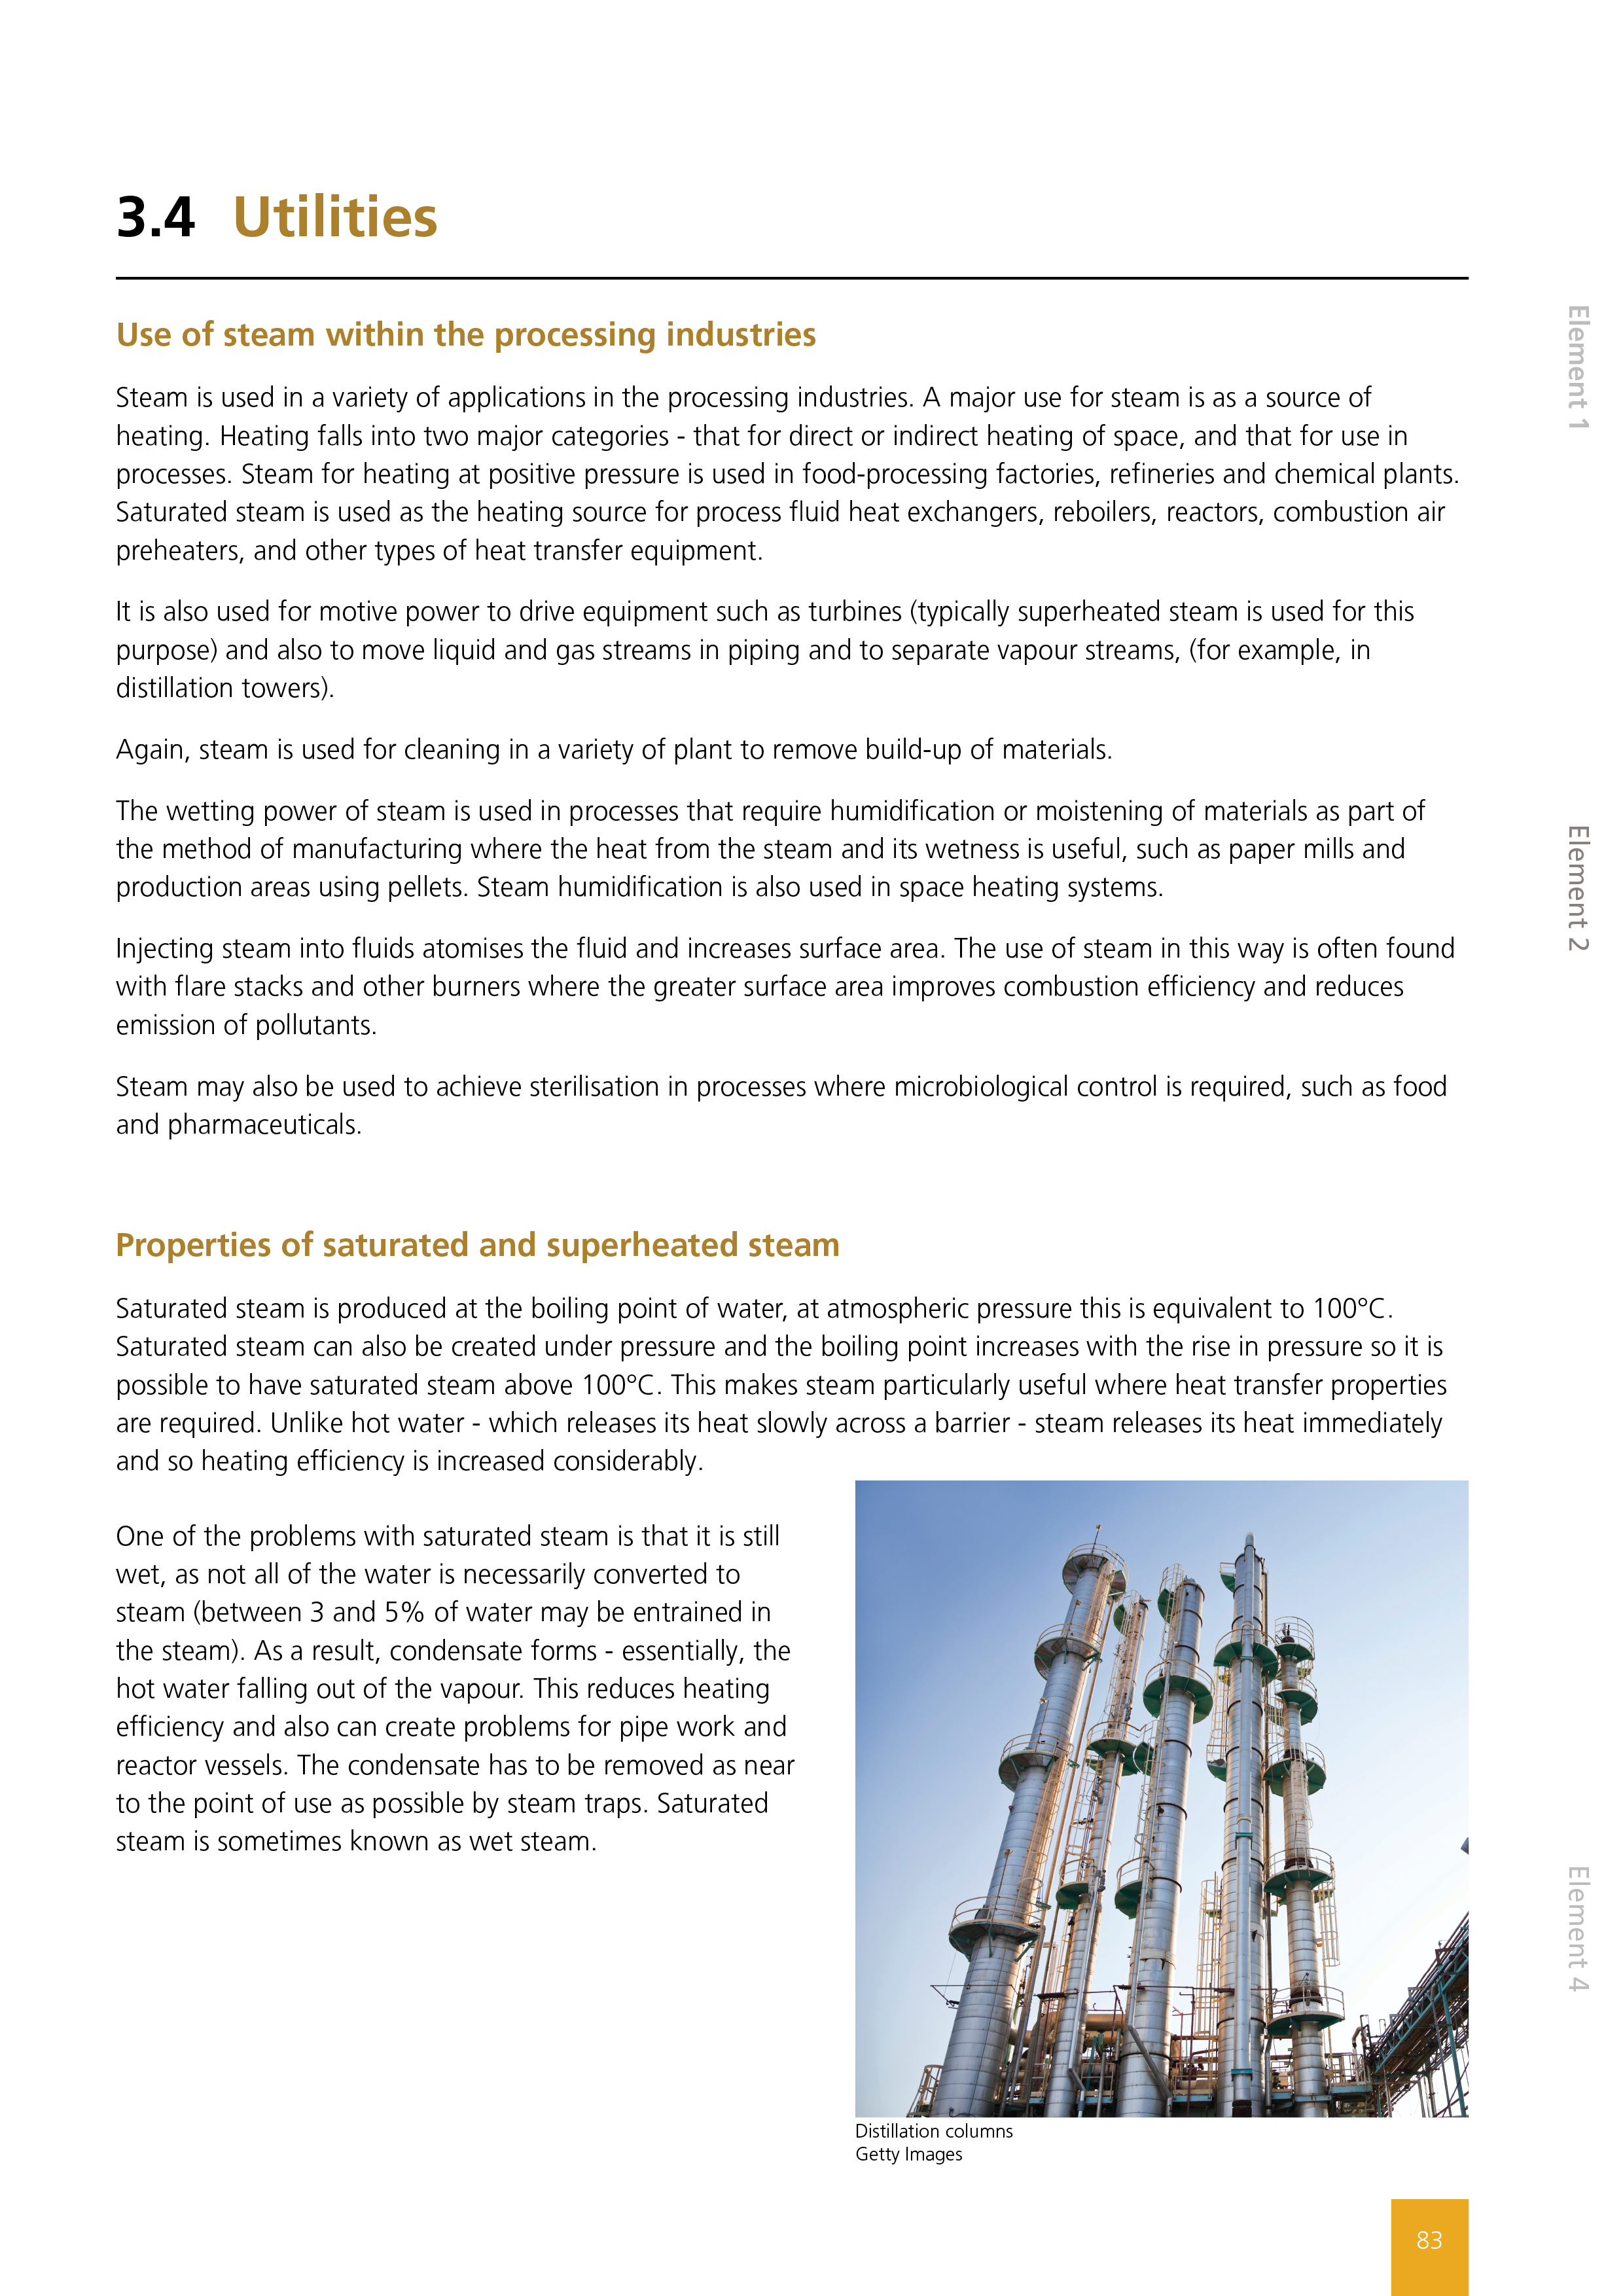 3.4 Utilities
Use of steam within the processing industries
Steam is used in a variety of applications in the processing industries. A major use for steam is as a source of
heating. Heating falls into two major categories - that for direct or indirect heating of space, and that for use in
processes. Steam for heating at positive pressure is used in food-processing factories, refineries and chemical plants.
Saturated steam is used as the heating source for process fluid heat exchangers, reboilers, reactors, combustion air
preheaters, and other types of heat transfer equipment.
It is also used for motive power to drive equipment such as turbines (typically superheated steam is used for this
purpose) and also to move liquid and gas streams in piping and to separate vapour streams, (for example, in
distillation towers).
Again, steam is used for cleaning in a variety of plant to remove build-up of materials.
The wetting power of steam is used in processes that require humidification or moistening of materials as part of
the method of manufacturing where the heat from the steam and its wetness is useful, such as paper mills and
production areas using pellets. Steam humidification is also used in space heating systems.
Injecting steam into fluids atomises the fluid and increases surface area. The use of steam in this way is often found
with flare stacks and other burners where the greater surface area improves combustion efficiency and reduces
emission of pollutants.
Steam may also be used to achieve sterilisation in processes where microbiological control is required, such as food
and pharmaceuticals.
Properties of saturated and superheated steam
Saturated steam is produced at the boiling point of water, at atmospheric pressure this is equivalent to 100°C.
Saturated steam can also be created under pressure and the boiling point increases with the rise in pressure so it is
possible to have saturated steam above 100°C. This makes steam particularly useful where heat transfer properties
are required. Unlike hot water - which releases its heat slowly across a barrier - steam releases its heat immediately
and so heating efficiency is increased considerably.
One of the problems with saturated steam is that it is still
wet, as not all of the water is necessarily converted to
steam (between 3 and 5% of water may be entrained in
the steam). As a result, condensate forms - essentially, the
hot water falling out of the vapour. This reduces heating
efficiency and also can create problems for pipe work and
reactor vessels. The condensate has to be removed as near
to the point of use as possible by steam traps. Saturated
steam is sometimes known as wet steam.
Distillation columns
Getty Images
83
Element 1
Element 2
Element 4